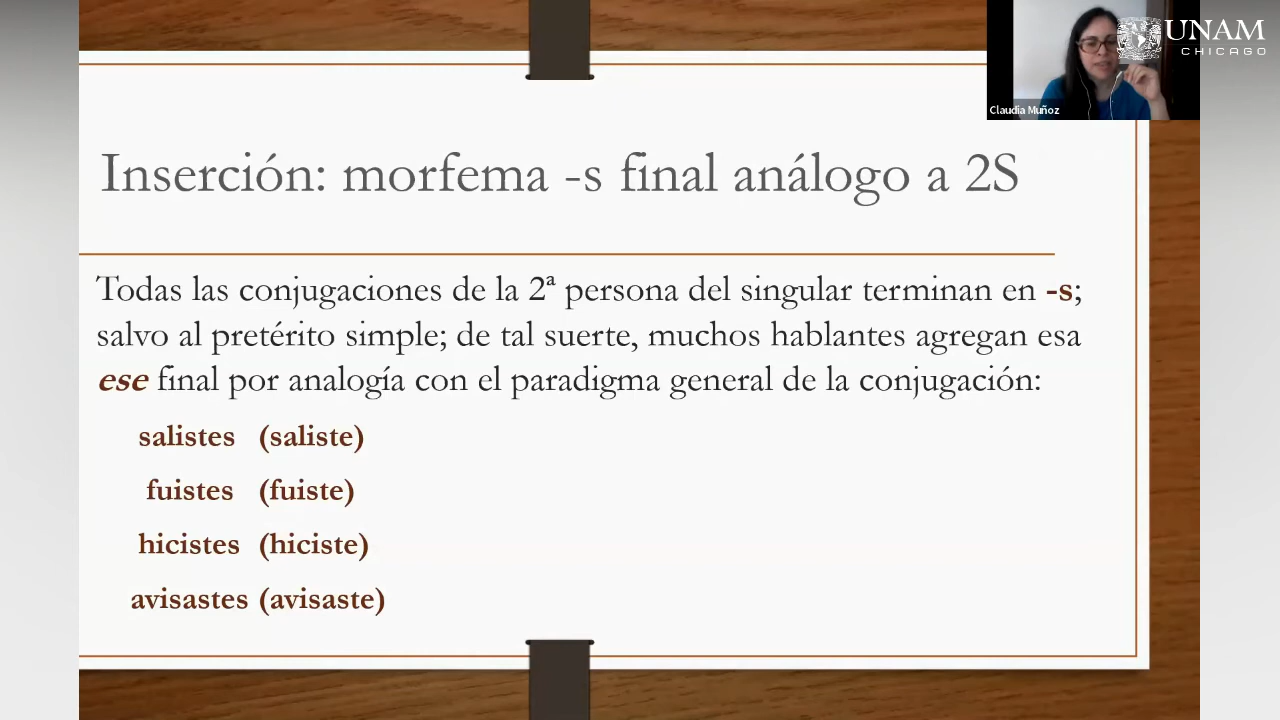 UNAM
CHICAGO
Claudia Muñoz
Inserción: morfema -s final análogo a 2S
Todas las conjugaciones de la 2ª persona del singular terminan en -s;
salvo al pretérito simple; de tal suerte, muchos hablantes agregan esa
ese final por analogía con el paradigma general de la conjugación:
salistes (saliste)
fuistes (fuiste)
hicistes (hiciste)
avisastes (avisaste)